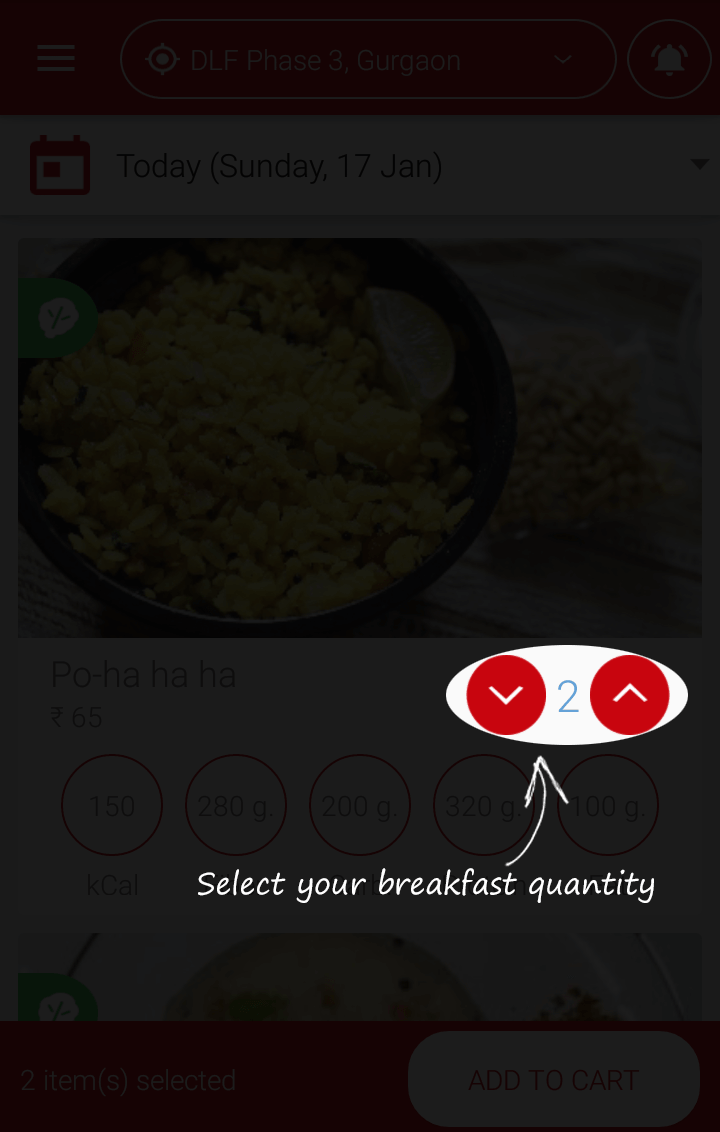 DLF Phase 3, Gurgaon
Today (Sunday, 17 Jan)
Po-ha ha ha
₹ 65
2
150
280 g.
200 g.
320 g.
100 g.
kCal
Select your breakfast quantity
2 item(s) selected
ADD TO CART